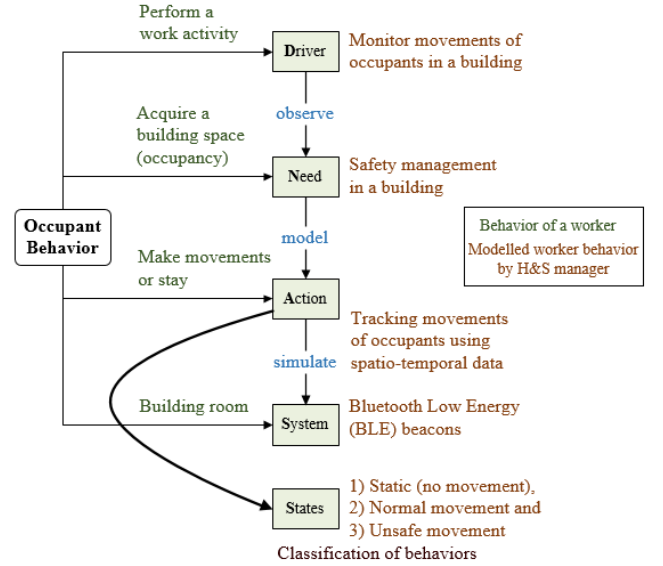 Perform a
work activity
Driver
Monitor movements of
occupants in a building
observe
Acquire a
building space
(occupancy)
Need
Safety management
in a building
Occupant
Behavior
model
Behavior of a worker
Modelled worker behavior
by H&S manager
Make movements
or stay
Action
Tracking movements
of occupants using
spatio-temporal data
simulate
Building room
System
Bluetooth Low Energy
(BLE) beacons
States
1) Static (no movement),
2) Normal movement and
3) Unsafe movement
Classification of behaviors